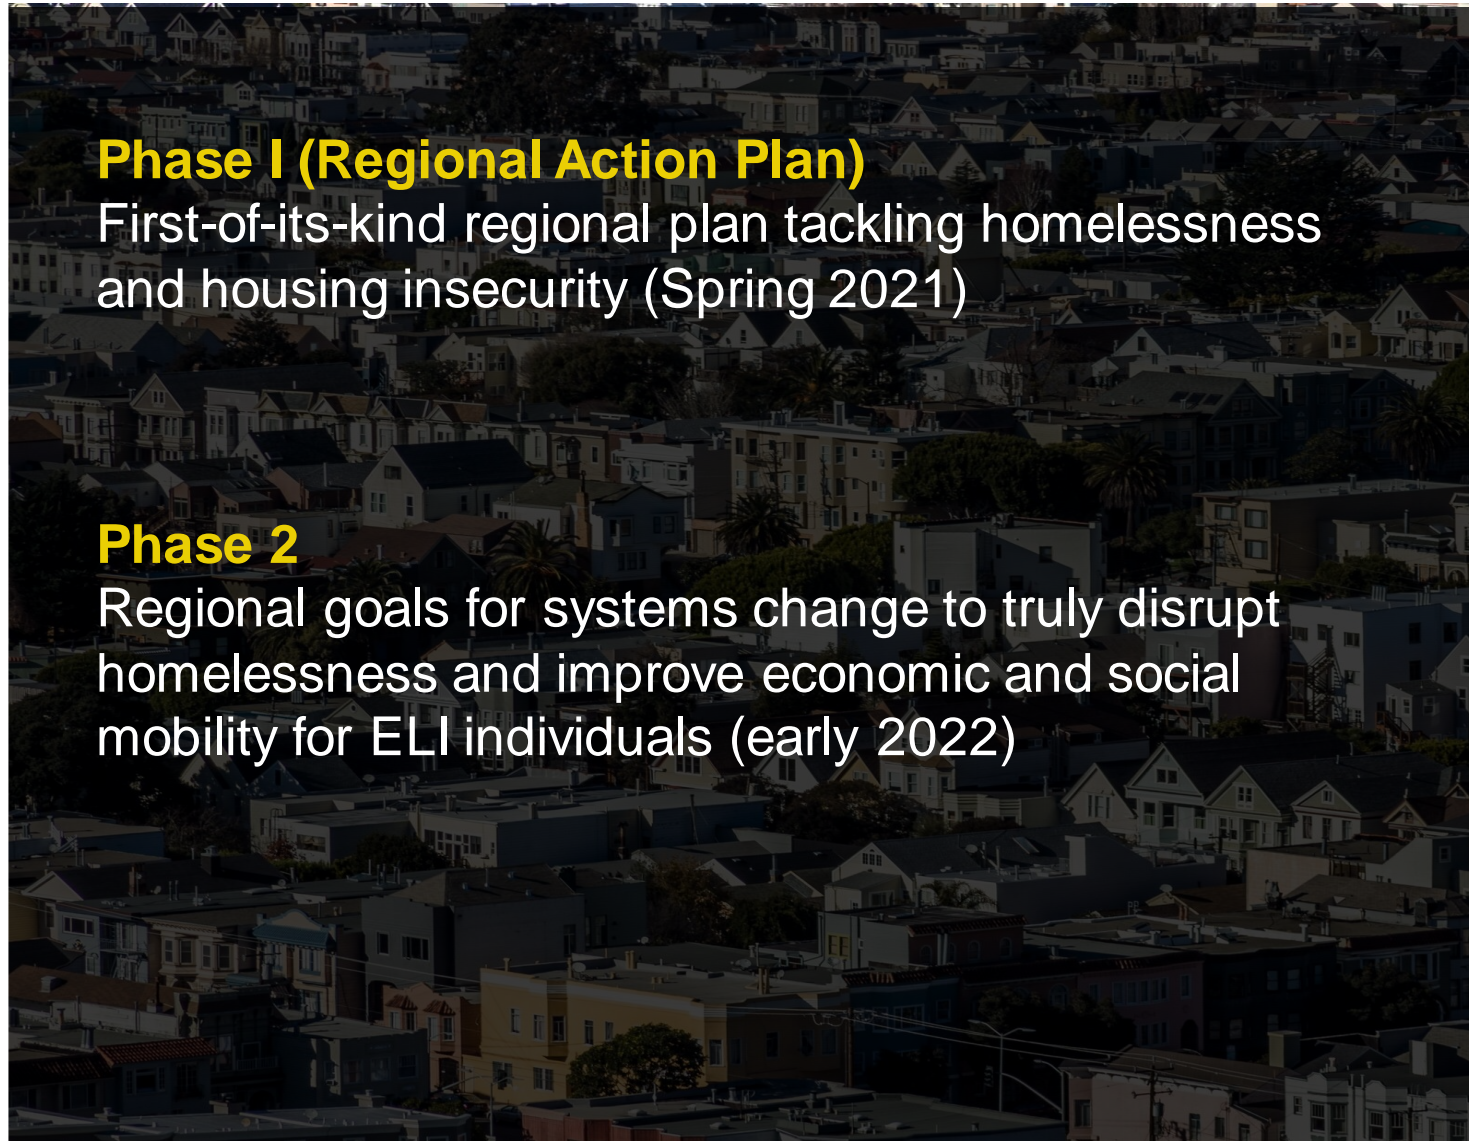 Phase I (Regional Action Plan)
First-of-its-kind regional plan tackling homelessness
and housing insecurity (Spring 2021)
Phase 2
Regional goals for systems change to truly disrupt
homelessness and improve economic and social
mobility for ELI individuals (early 2022)